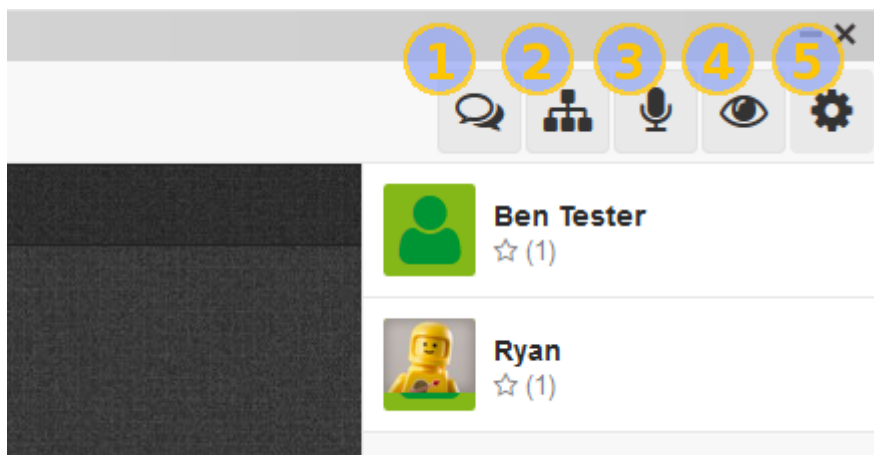 1 2 3 4 5
Ben Tester
☆ (1)
Ryan
☆ (1)